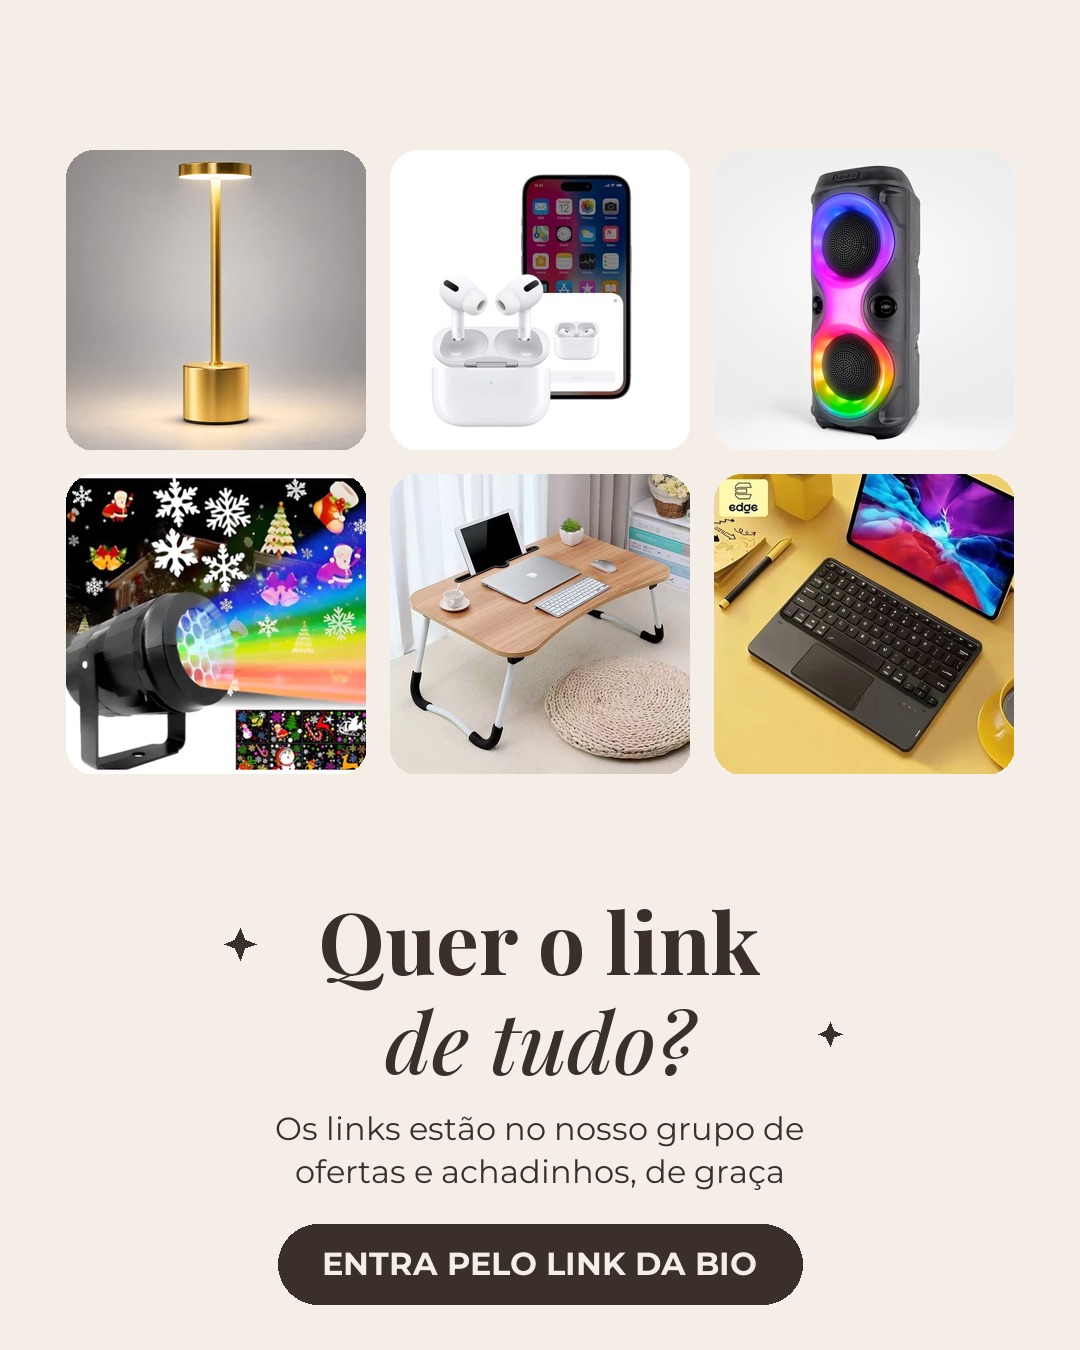 edge
Quer o link
de tudo?
Os links estão no nosso grupo de
ofertas e achadinhos, de graça
ENTRA PELO LINK DA BIO